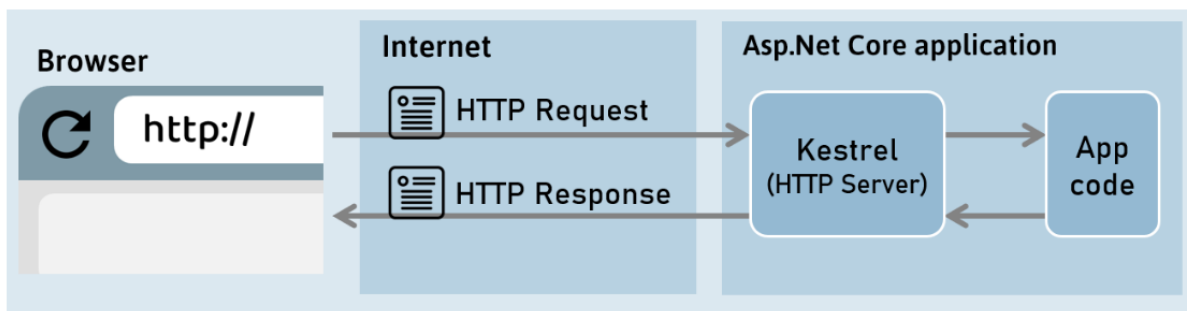 Browser
http://
Internet
HTTP Request
HTTP Response
Asp.Net Core application
Kestrel
(HTTP Server)
App
code